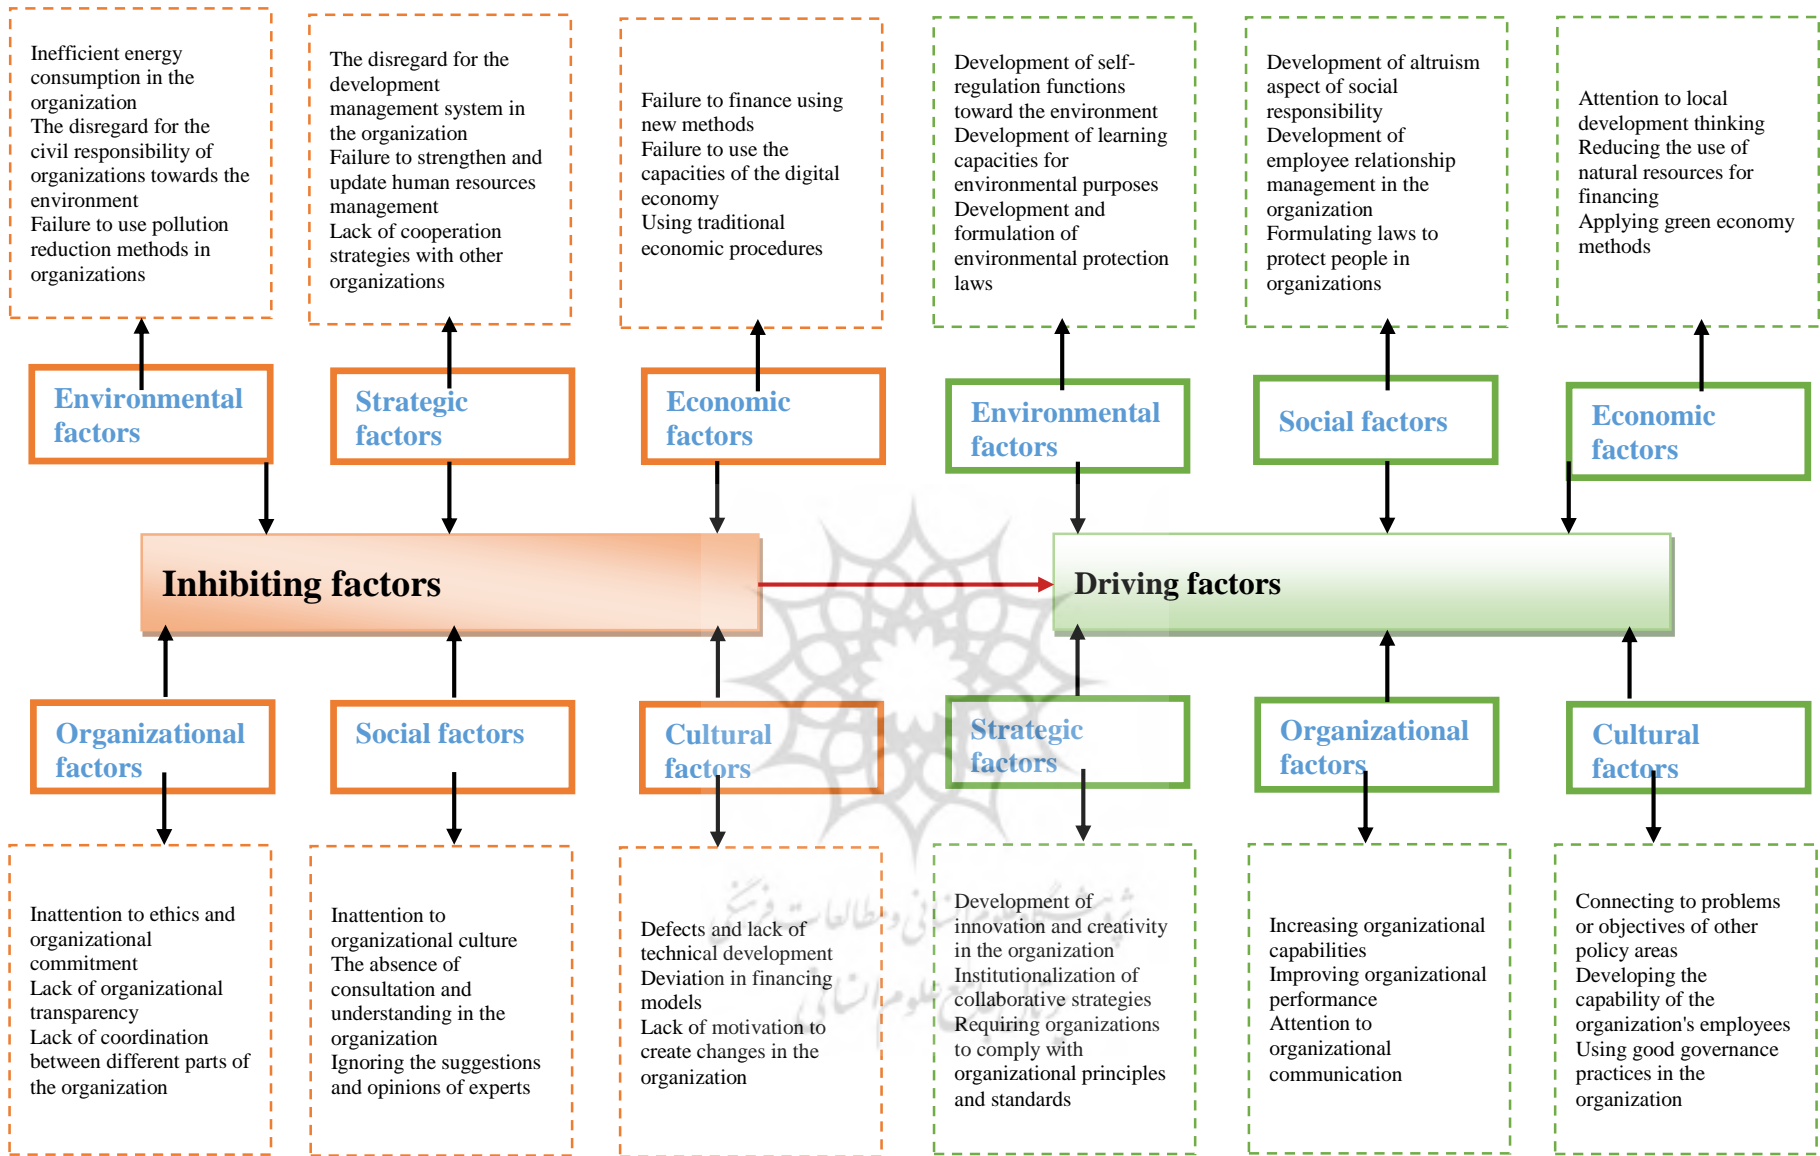 Inefficient energy
consumption in the
organization
The disregard for the
civil responsibility of
organizations towards the
environment
Failure to use pollution
reduction methods in
organizations
The disregard for the
development
management system in
the organization
Failure to strengthen and
update human resources
management
Lack of cooperation
strategies with other
organizations
Failure to finance using
new methods
Failure to use the
capacities of the digital
economy
Using traditional
economic procedures
Development of self-
regulation functions
toward the environment
Development of learning
capacities for
environmental purposes
Development and
formulation of
environmental protection
laws
Development of altruism
aspect of social
responsibility
Development of
employee relationship
management in the
organization
Formulating laws to
protect people in
organizations
Attention to local
development thinking
Reducing the use of
natural resources for
financing
Applying green economy
methods
Environmental
factors
Strategic
factors
Economic
factors
Environmental
factors
Social factors
Economic
factors
Inhibiting factors
Driving factors
Organizational
factors
Social factors
Cultural
factors
Strategic
factors
Organizational
factors
Cultural
factors
Inattention to ethics and
organizational
commitment
Lack of organizational
transparency
Lack of coordination
between different parts of
the organization
Inattention to
organizational culture
The absence of
consultation and
understanding in the
organization
Ignoring the suggestions
and opinions of experts
Defects and lack of
technical development
Deviation in financing
models
Lack of motivation to
create changes in the
organization
Development of
innovation and creativity
in the organization
Institutionalization of
collaborative strategies
Requiring organizations
to comply with
organizational principles
and standards
Increasing organizational
capabilities
Improving organizational
performance
Attention to
organizational
communication
Connecting to problems
or objectives of other
policy areas
Developing the
capability of the
organization's employees
Using good governance
practices in the
organization
پژوهشگاه علوم انسانی و مطالعات فرهنگی
پرتال جامع علوم انسانی